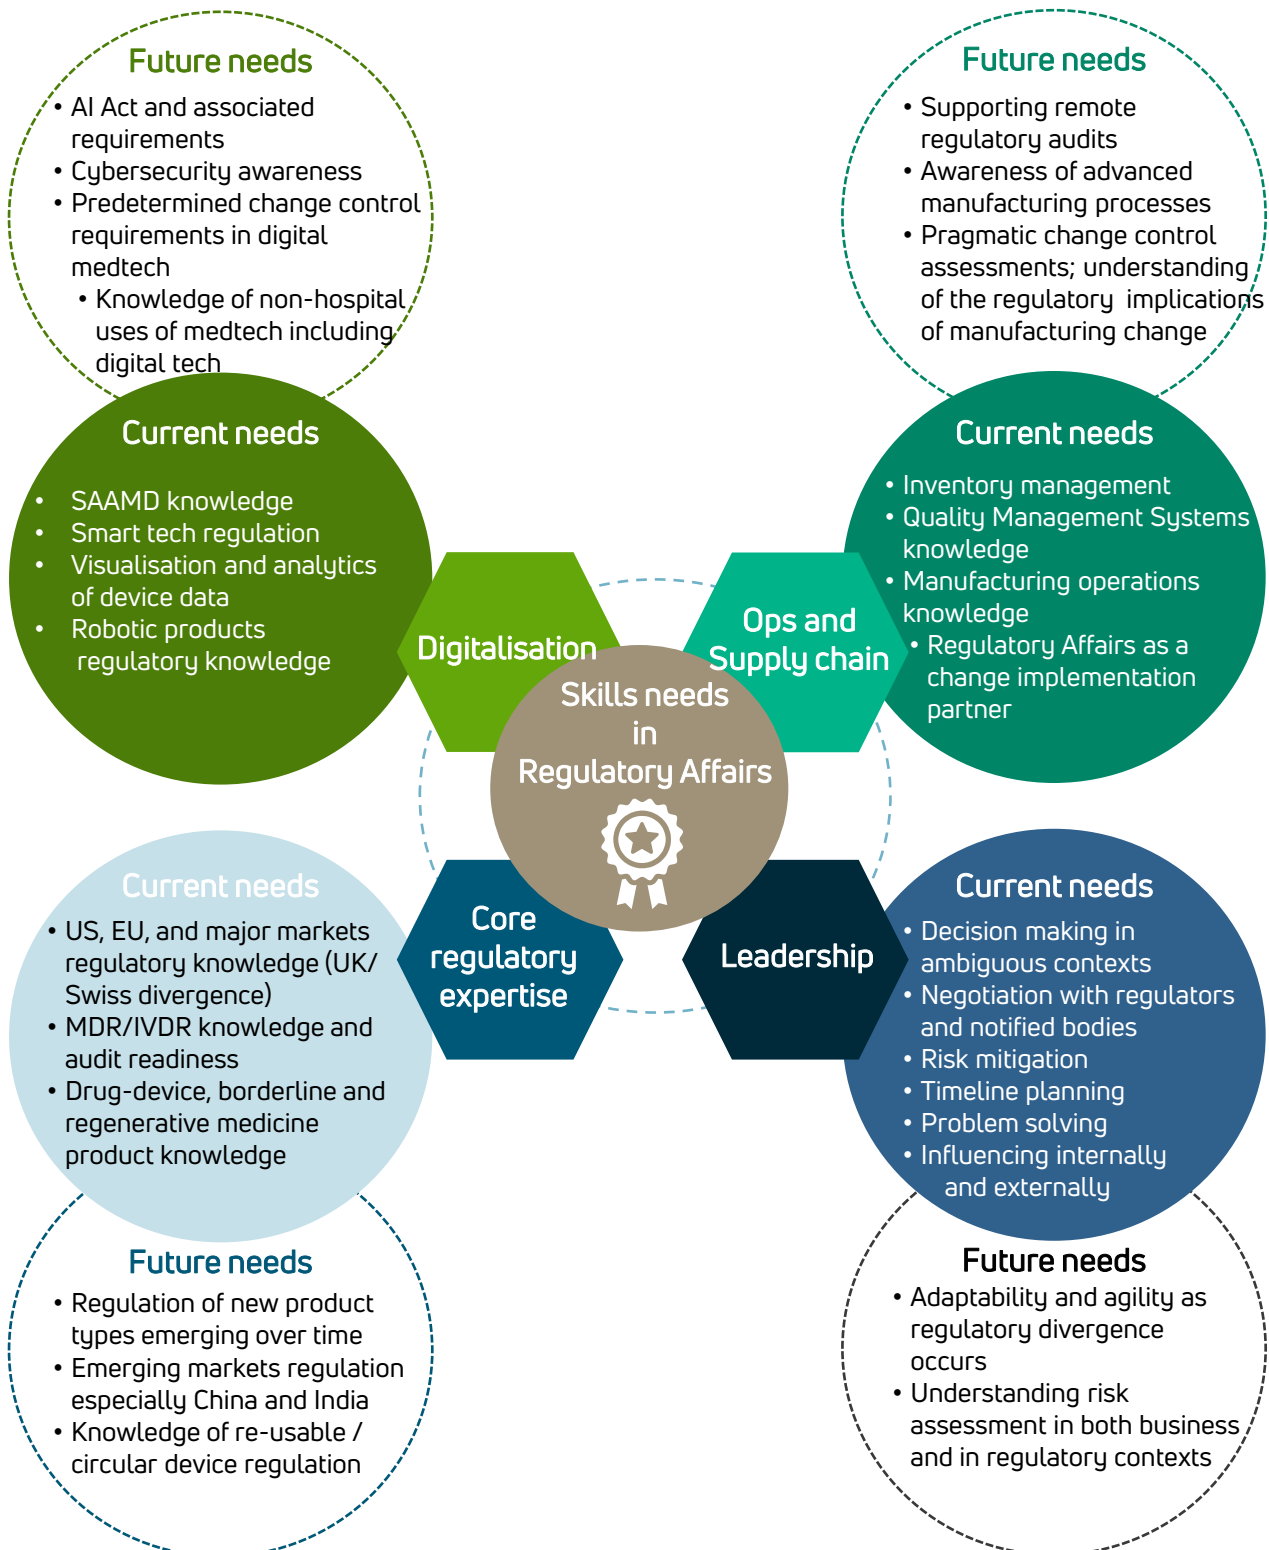 Future needs
• AI Act and associated
requirements
• Cybersecurity awareness
• Predetermined change control
requirements in digital
medtech
• Knowledge of non-hospital
uses of medtech including
digital tech
Current needs
• SAAMD knowledge
• Smart tech regulation
• Visualisation and analytics
of device data
• Robotic products
regulatory knowledge
Digitalisation
Future needs
• Supporting remote
regulatory audits
• Awareness of advanced
manufacturing processes
• Pragmatic change control
assessments; understanding
of the regulatory implications
of manufacturing change
Current needs
• Inventory management
• Quality Management Systems
knowledge
• Manufacturing operations
knowledge
• Regulatory Affairs as a
change implementation
partner
Ops and
Supply chain
Skills needs
in
Regulatory Affairs
Core
regulatory
expertise
Current needs
• US, EU, and major markets
regulatory knowledge (UK/
Swiss divergence)
• MDR/IVDR knowledge and
audit readiness
• Drug-device, borderline and
regenerative medicine
product knowledge
Future needs
• Regulation of new product
types emerging over time
• Emerging markets regulation
especially China and India
• Knowledge of re-usable /
circular device regulation
Leadership
Current needs
• Decision making in
ambiguous contexts
• Negotiation with regulators
and notified bodies
• Risk mitigation
• Timeline planning
• Problem solving
• Influencing internally
and externally
Future needs
• Adaptability and agility as
regulatory divergence
occurs
• Understanding risk
assessment in both business
and in regulatory contexts